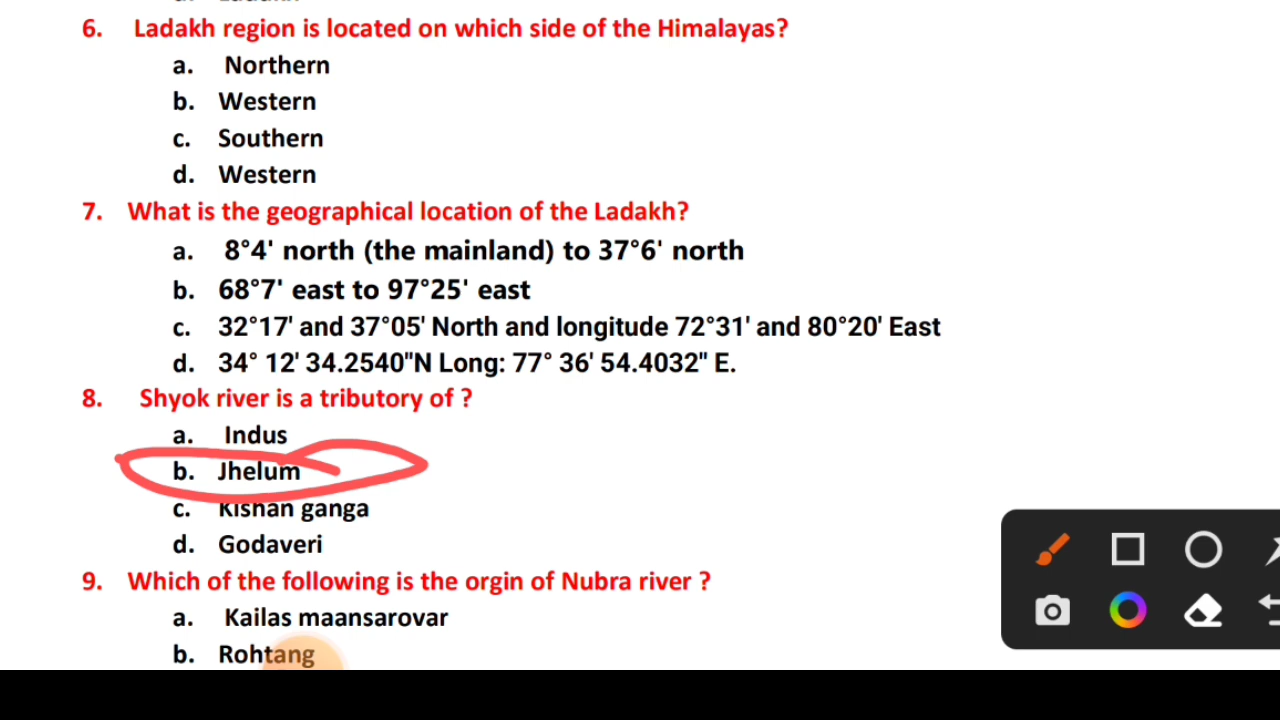 6. Ladakh region is located on which side of the Himalayas?
a. Northern
b. Western
c. Southern
d. Western
7. What is the geographical location of the Ladakh?
a. 8°4' north (the mainland) to 37°6' north
b. 68°7' east to 97°25' east
c. 32°17' and 37°05' North and longitude 72°31' and 80°20' East
d. 34° 12' 34.2540"N Long: 77° 36' 54.4032" E.
8. Shyok river is a tributory of ?
a. Indus
b. Jhelum
c. Kishan ganga
d. Godaveri
9. Which of the following is the orgin of Nubra river ?
a. Kailas maansarovar
b. Rohtang